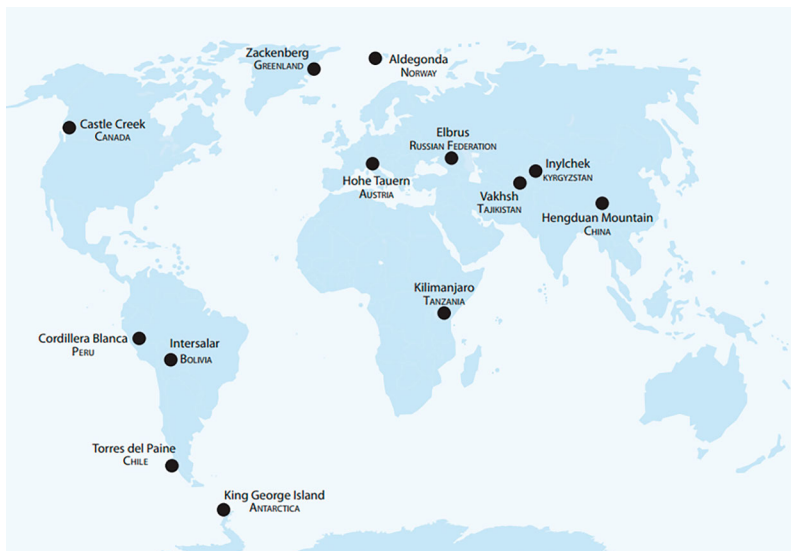 Zackenberg
GREENLAND
Aldegonda
NORWAY
Castle Creek
CANADA
Elbrus
RUSSIAN FEDERATION
Inylchek
KYRGYZSTAN
Hohe Tauern
AUSTRIA
Vakhsh
TAJIKISTAN
Hengduan Mountain
CHINA
Kilimanjaro
TANZANIA
Cordillera Blanca
PERU
Intersalar
BOLIVIA
Torres del Paine
CHILE
King George Island
ANTARCTICA